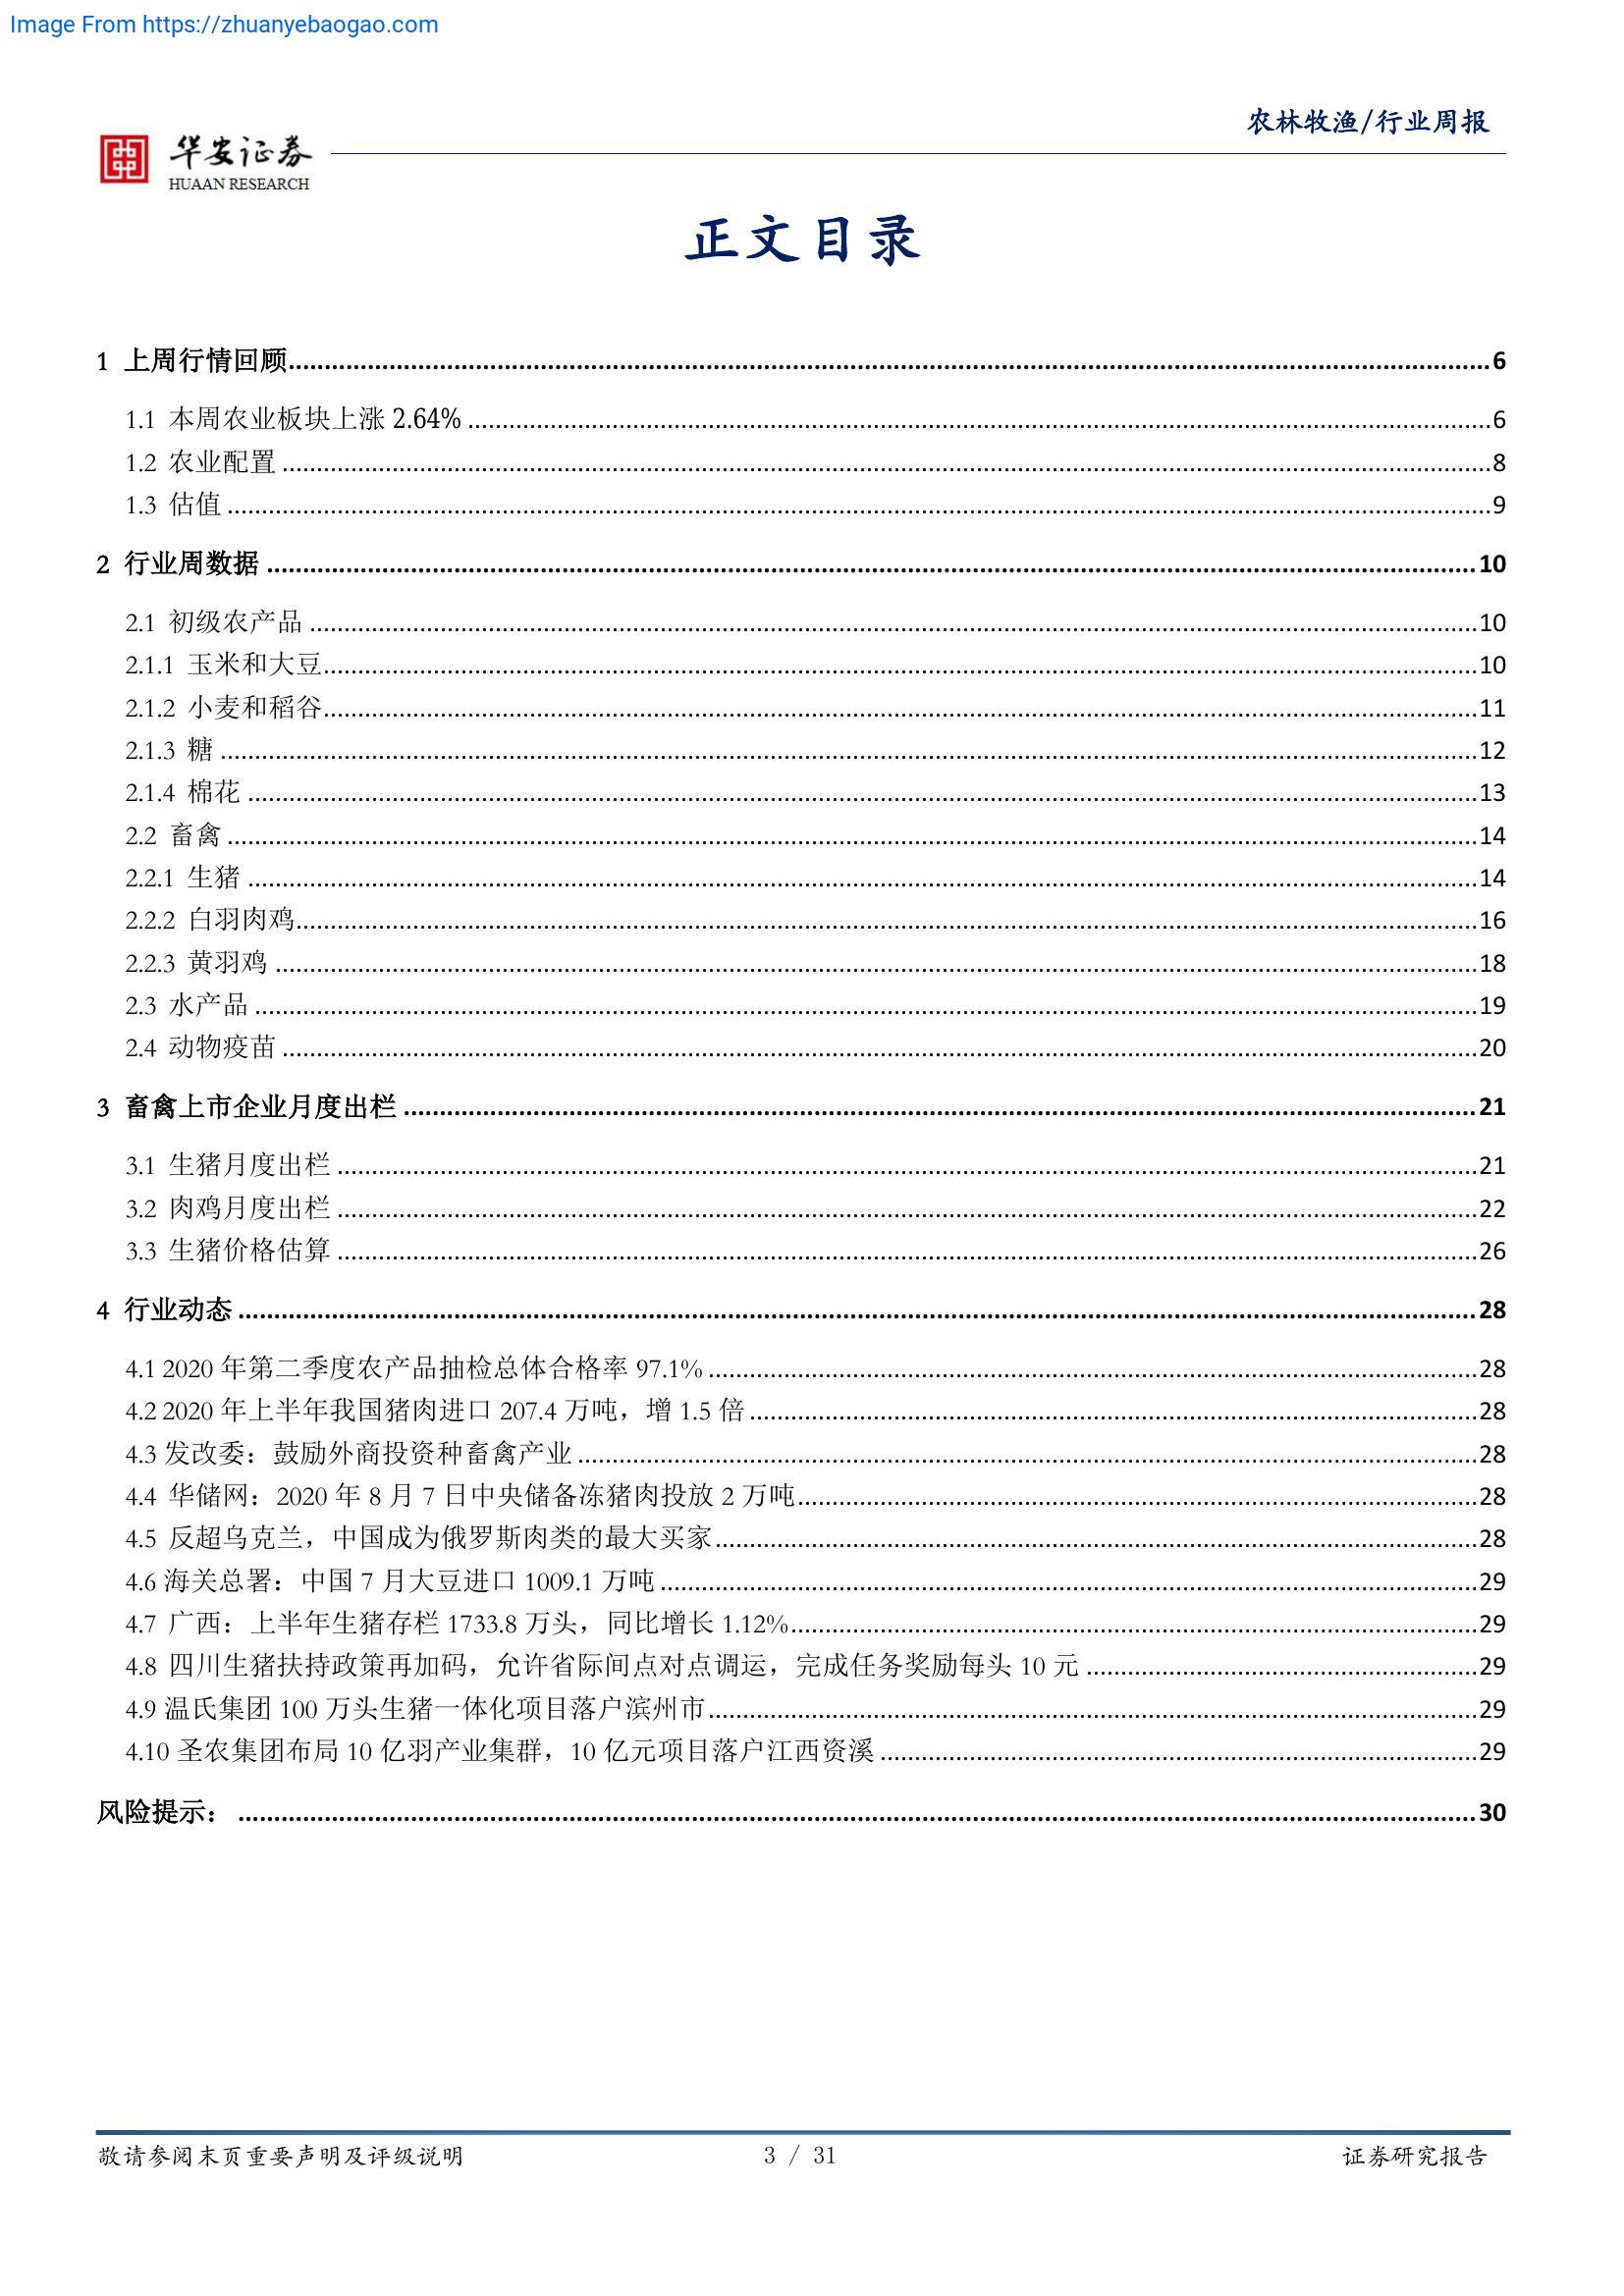 Image From https://zhuanyebaogao.com
农林牧渔/行业周报
华安证券
HUAAN RESEARCH
正文目录
1 上周行情回顾 6
1.1 本周农业板块上涨 2.64% 6
1.2 农业配置 8
1.3 估值 9
2 行业周数据 10
2.1 初级农产品 10
2.1.1 玉米和大豆 10
2.1.2 小麦和稻谷 11
2.1.3 糖 12
2.1.4 棉花 13
2.2 畜禽 14
2.2.1 生猪 14
2.2.2 白羽肉鸡 16
2.2.3 黄羽鸡 18
2.3 水产品 19
2.4 动物疫苗 20
3 畜禽上市企业月度出栏 21
3.1 生猪月度出栏 21
3.2 肉鸡月度出栏 22
3.3 生猪价格估算 26
4 行业动态 28
4.1 2020 年第二季度农产品抽检总体合格率 97.1% 28
4.2 2020 年上半年我国猪肉进口 207.4 万吨，增 1.5 倍 28
4.3 发改委：鼓励外商投资种畜禽产业 28
4.4 华储网：2020 年 8 月 7 日中央储备冻猪肉投放 2 万吨 28
4.5 反超乌克兰，中国成为俄罗斯肉类的最大买家 28
4.6 海关总署：中国 7 月大豆进口 1009.1 万吨 29
4.7 广西：上半年生猪存栏 1733.8 万头，同比增长 1.12% 29
4.8 四川生猪扶持政策再加码，允许省际间点对点调运，完成任务奖励每头 10 元 29
4.9 温氏集团 100 万头生猪一体化项目落户滨州市 29
4.10 圣农集团布局 10 亿羽产业集群，10 亿元项目落户江西资溪 29
风险提示： 30
敬请参阅末页重要声明及评级说明 3 / 31 证券研究报告